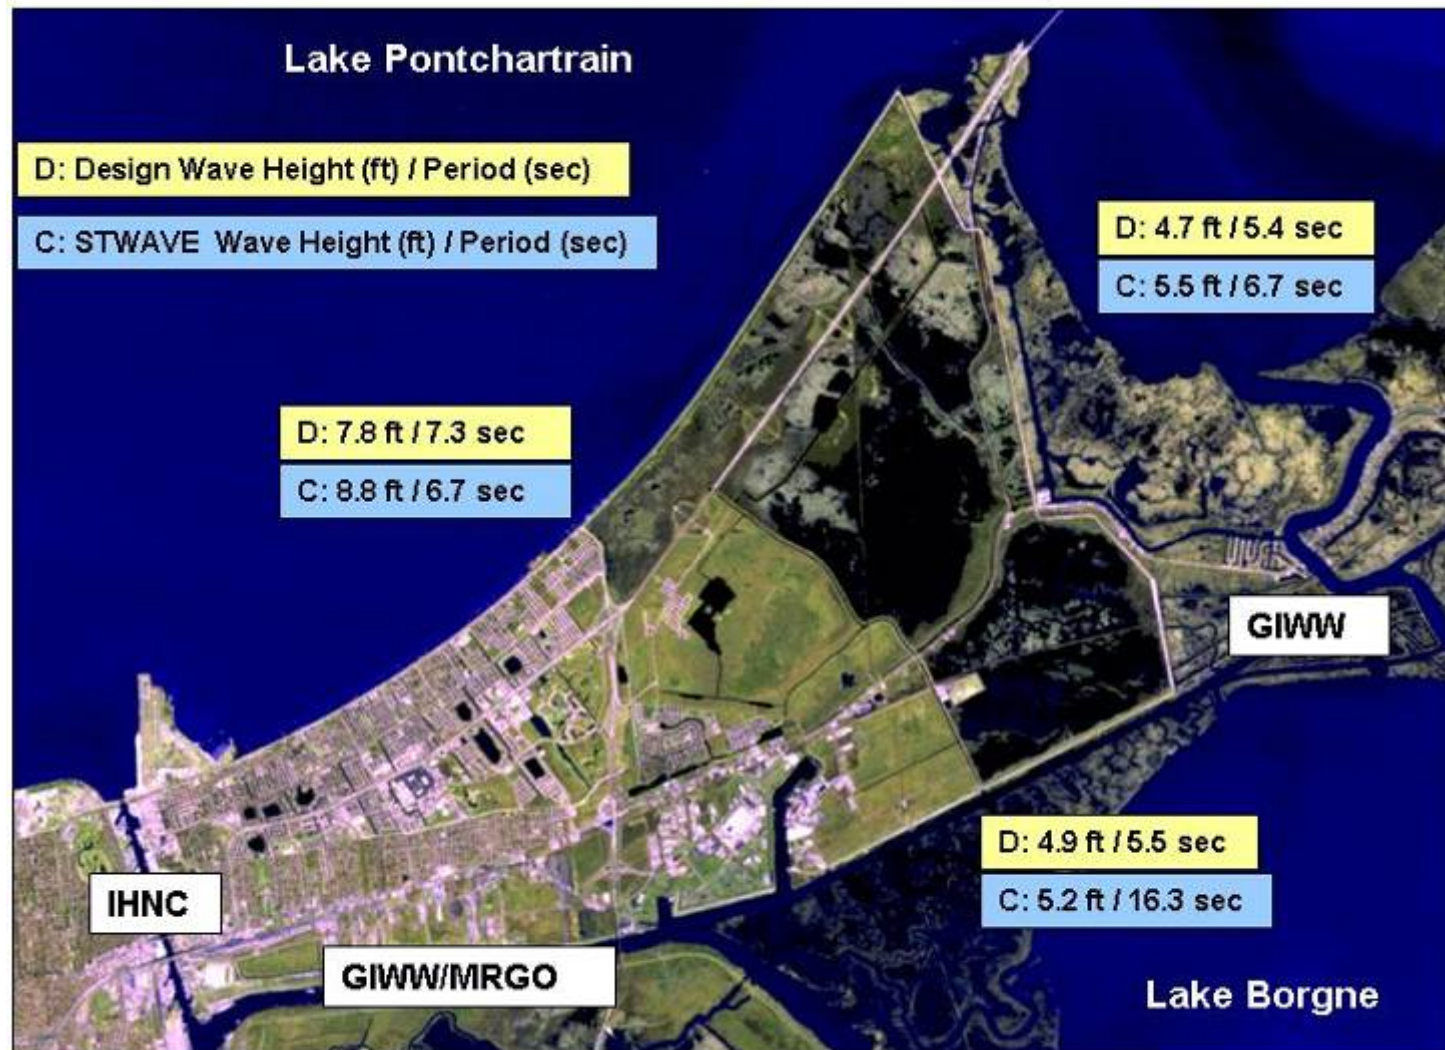 Lake Pontchartrain
D: Design Wave Height (ft) / Period (sec)
C: STWAVE Wave Height (ft) / Period (sec)
D: 4.7 ft / 5.4 sec
C: 5.5 ft / 6.7 sec
D: 7.8 ft / 7.3 sec
C: 8.8 ft / 6.7 sec
GIWW
D: 4.9 ft / 5.5 sec
C: 5.2 ft / 16.3 sec
IHNC
GIWW/MRGO
Lake Borgne